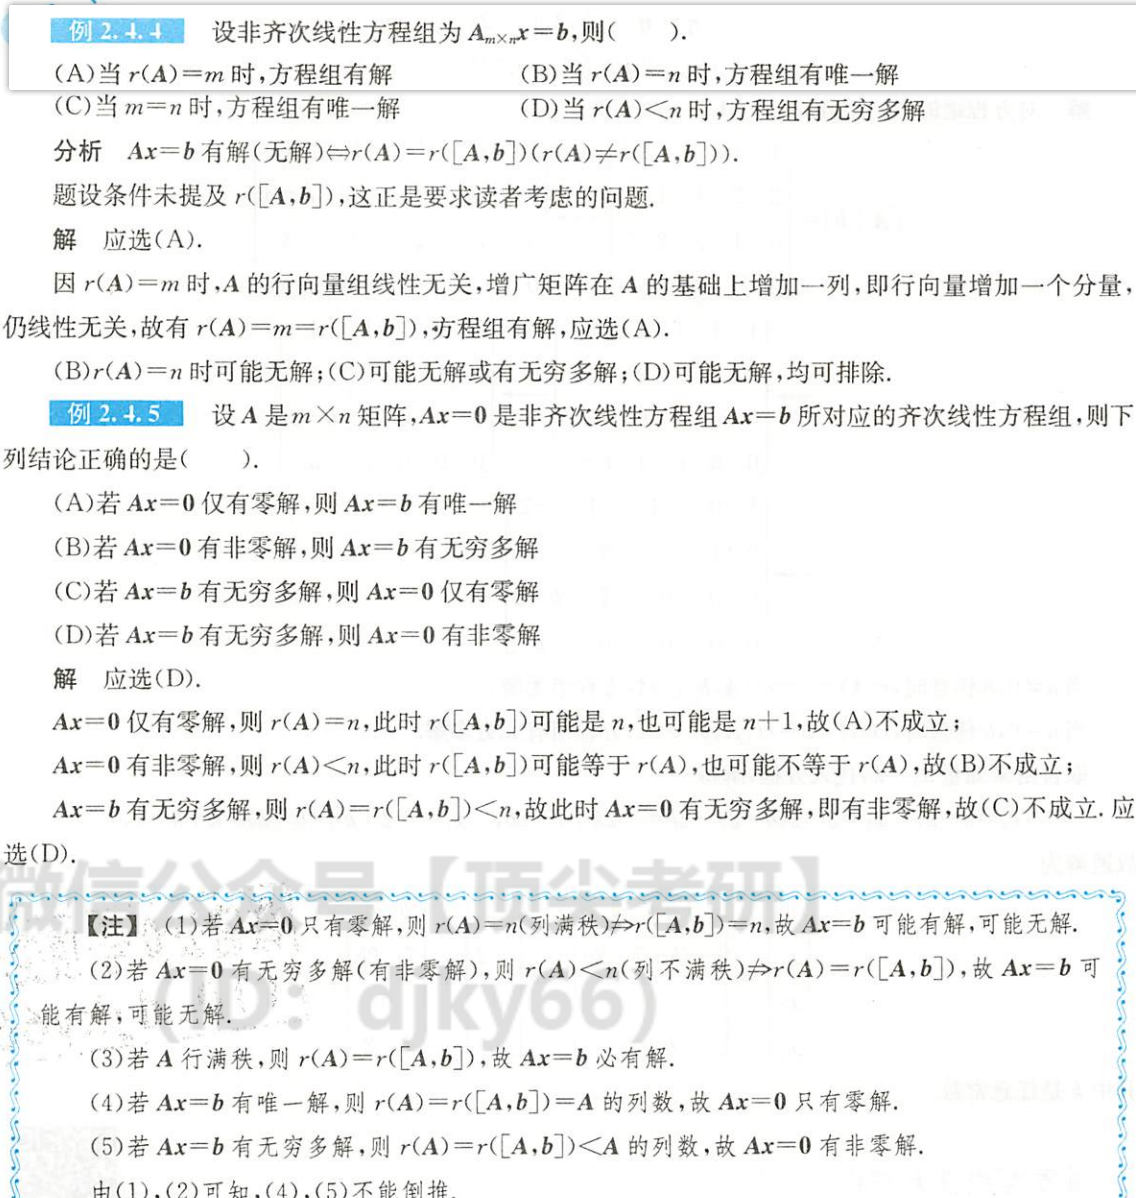 例 2.4.4 设非齐次线性方程组为 Aₘ×ₙx=b,则( ).
(A)当 r(A)=m 时,方程组有解 (B)当 r(A)=n 时,方程组有唯一解
(C)当 m=n 时,方程组有唯一解 (D)当 r(A)<n 时,方程组有无穷多解
分析 Ax=b 有解(无解)⇔r(A)=r([A,b])(r(A)≠r([A,b])).
题设条件未提及 r([A,b]),这正是要求读者考虑的问题.
解 应选(A).
因 r(A)=m 时,A 的行向量组线性无关,增广矩阵在 A 的基础上增加一列,即行向量增加一个分量,
仍线性无关,故有 r(A)=m=r([A,b]),方程组有解,应选(A).
(B)r(A)=n 时可能无解;(C)可能无解或有无穷多解;(D)可能无解,均可排除.
例 2.4.5 设 A 是 m×n 矩阵,Ax=0 是非齐次线性方程组 Ax=b 所对应的齐次线性方程组,则下
列结论正确的是( ).
(A)若 Ax=0 仅有零解,则 Ax=b 有唯一解
(B)若 Ax=0 有非零解,则 Ax=b 有无穷多解
(C)若 Ax=b 有无穷多解,则 Ax=0 仅有零解
(D)若 Ax=b 有无穷多解,则 Ax=0 有非零解
解 应选(D).
Ax=0 仅有零解,则 r(A)=n,此时 r([A,b])可能是 n,也可能是 n+1,故(A)不成立;
Ax=0 有非零解,则 r(A)<n,此时 r([A,b])可能等于 r(A),也可能不等于 r(A),故(B)不成立;
Ax=b 有无穷多解,则 r(A)=r([A,b])<n,故此时 Ax=0 有无穷多解,即有非零解,故(C)不成立.应
选(D).
微信公众号【顶尖考研】
(ID: djky66)
【注】 (1)若 Ax=0 只有零解,则 r(A)=n(列满秩)⇏r([A,b])=n,故 Ax=b 可能有解,可能无解.
(2)若 Ax=0 有无穷多解(有非零解),则 r(A)<n(列不满秩)⇏r(A)=r([A,b]),故 Ax=b 可
能有解,可能无解.
(3)若 A 行满秩,则 r(A)=r([A,b]),故 Ax=b 必有解.
(4)若 Ax=b 有唯一解,则 r(A)=r([A,b])=A 的列数,故 Ax=0 只有零解.
(5)若 Ax=b 有无穷多解,则 r(A)=r([A,b])<A 的列数,故 Ax=0 有非零解.
由(1),(2)可知,(4),(5)不能倒推.